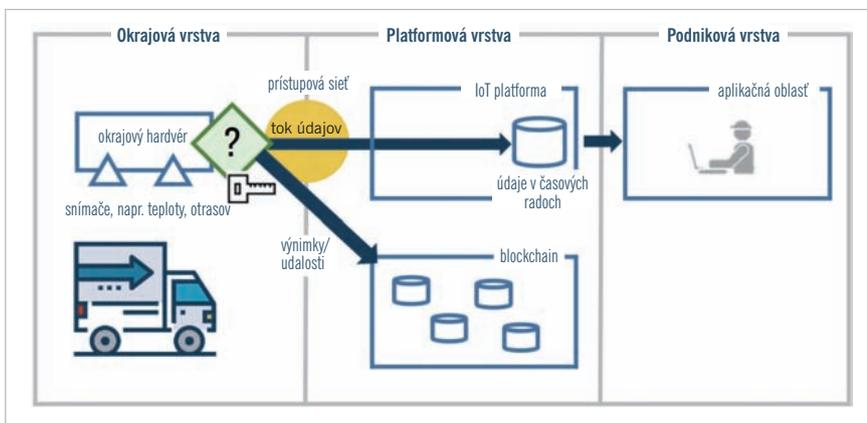 Okrajová vrstva
Platformová vrstva
Podniková vrstva
prístupová sieť
IoT platforma
aplikačná oblasť
okrajový hardvér
?
tok údajov
údaje v časových
radoch
snímače, napr. teploty, otrasov
výnimky/
udalosti
blockchain